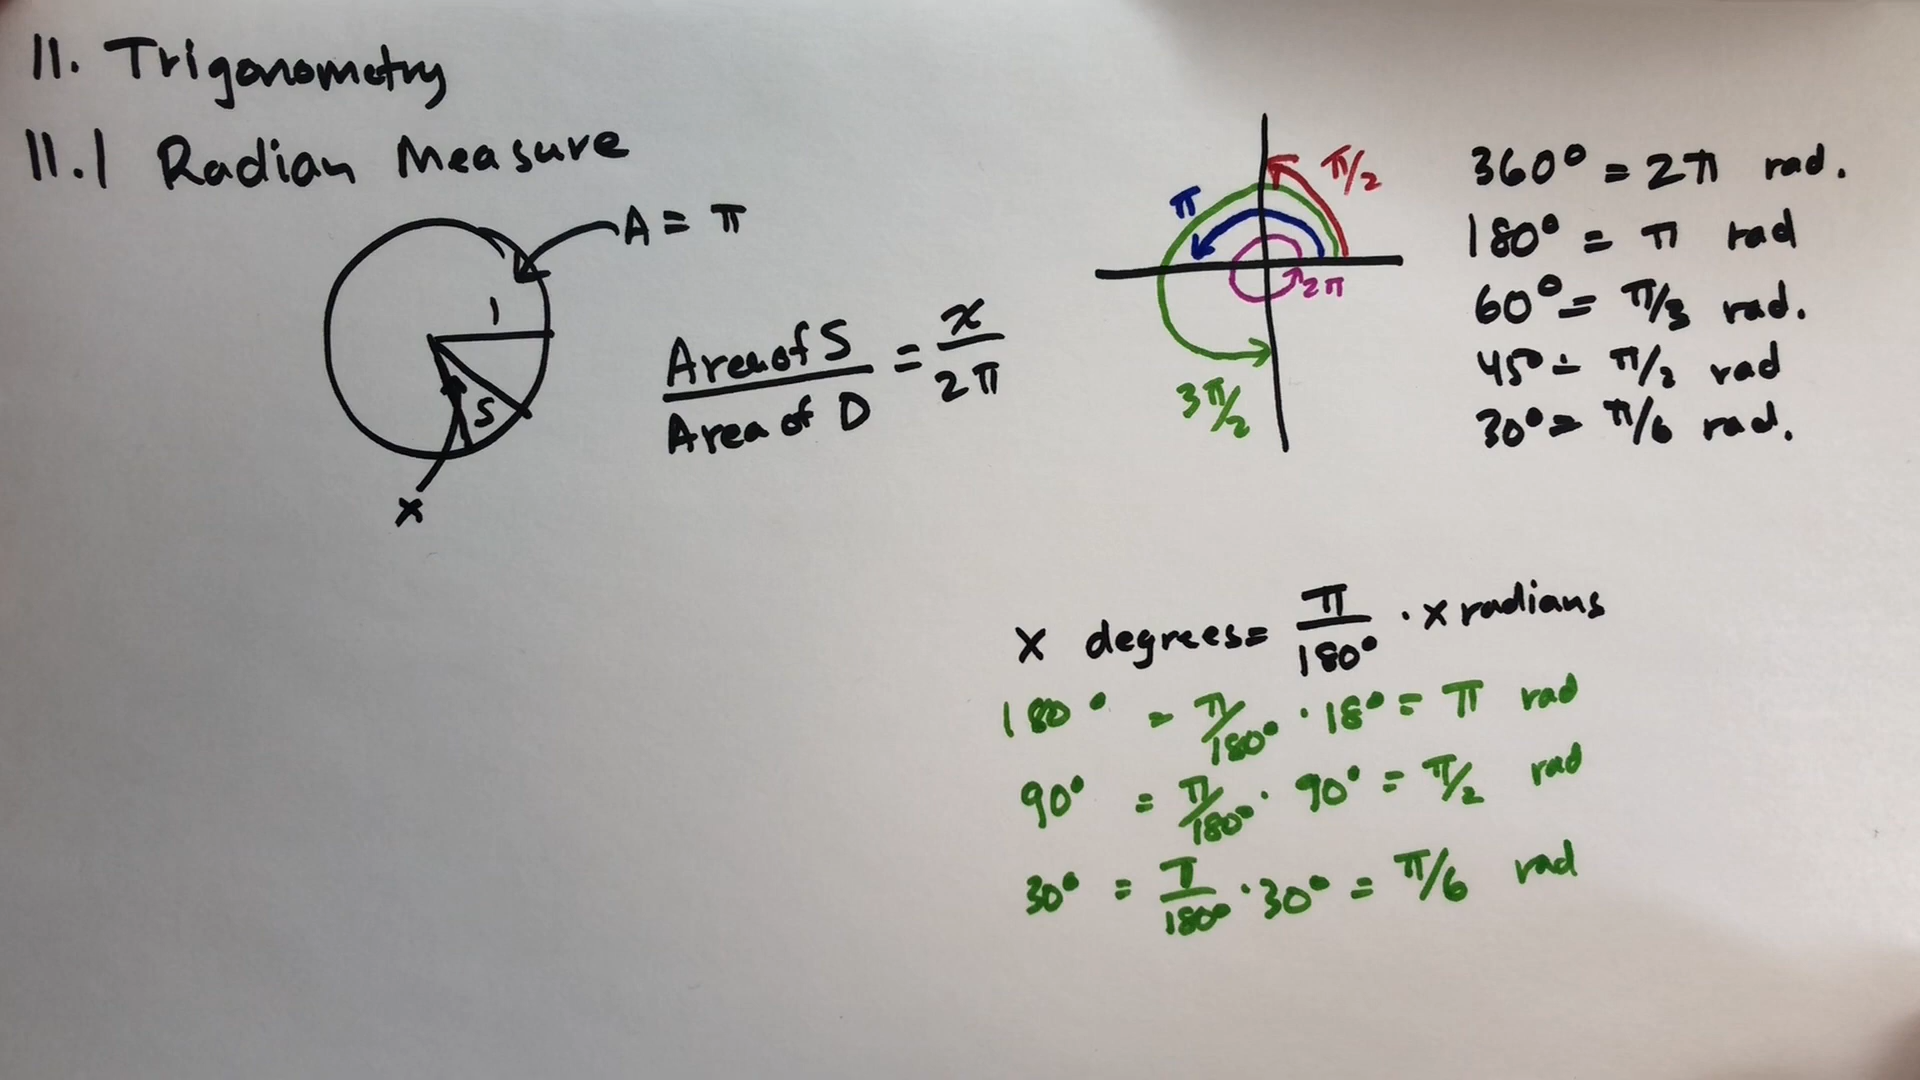 11. Trigonometry
11.1 Radian Measure
A = π
1
S
x
Area of S / Area of D = x / 2π
π/2
π
2π
3π/2
360° = 2π rad.
180° = π rad
60° = π/3 rad.
45° = π/2 rad
30° = π/6 rad.
x degrees = π/180° · x radians
180° = π/180° · 18° = π rad
90° = π/180° · 90° = π/2 rad
30° = π/180° · 30° = π/6 rad